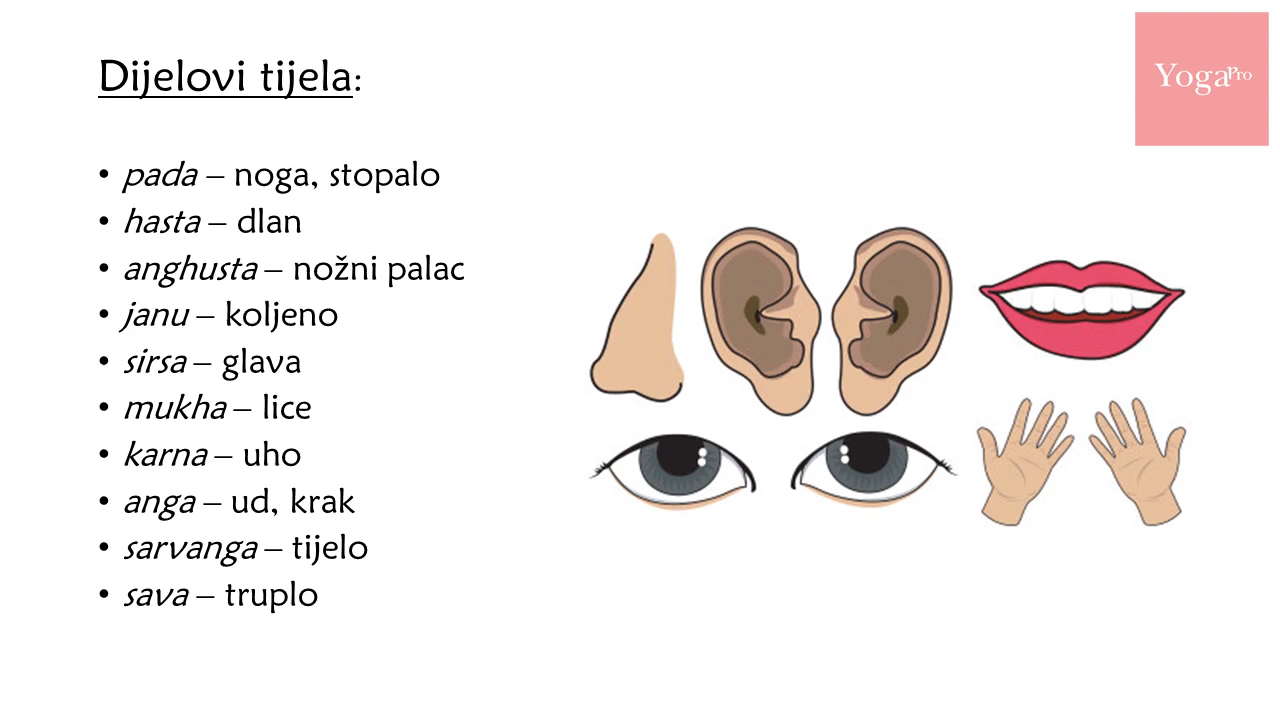 Dijelovi tijela:
YogaPro
• pada – noga, stopalo
• hasta – dlan
• anghusta – nožni palac
• janu – koljeno
• sirsa – glava
• mukha – lice
• karna – uho
• anga – ud, krak
• sarvanga – tijelo
• sava – truplo